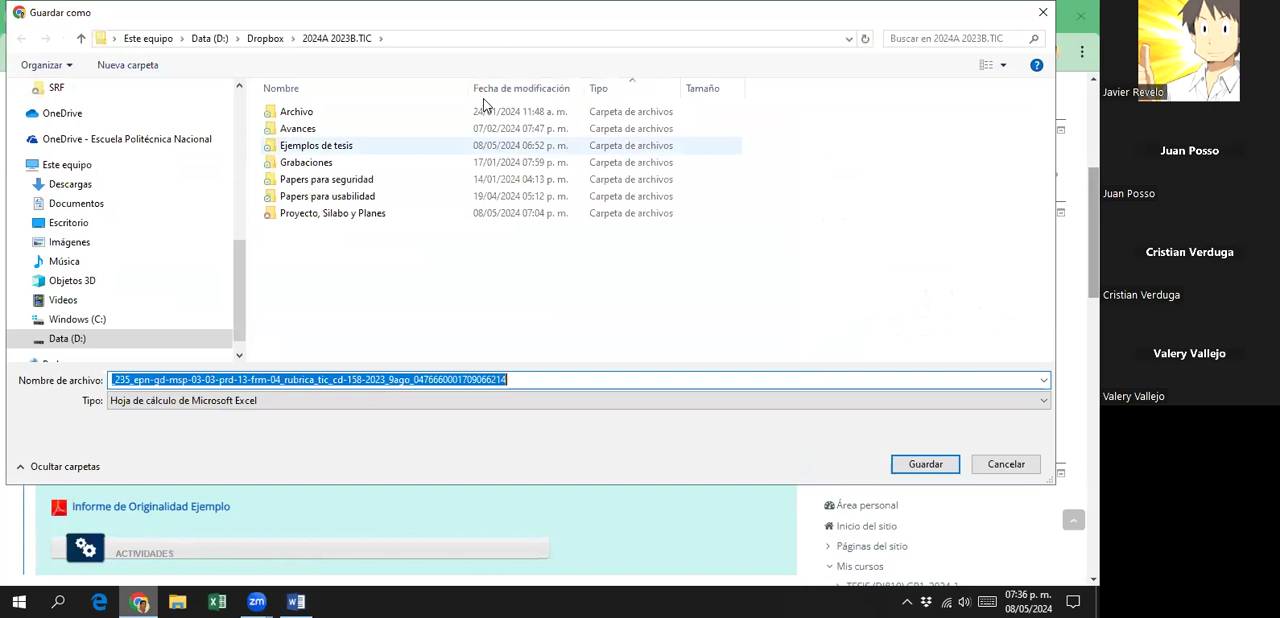 Guardar como
Este equipo > Data (D:) > Dropbox > 2024A 2023B.TIC >
Buscar en 2024A 2023B.TIC
Organizar
Nueva carpeta
SRF
OneDrive
OneDrive - Escuela Politécnica Nacional
Este equipo
Descargas
Documentos
Escritorio
Imágenes
Música
Objetos 3D
Videos
Windows (C:)
Data (D:)
Nombre Fecha de modificación Tipo Tamaño
Archivo 24/01/2024 11:48 a. m. Carpeta de archivos
Avances 07/02/2024 07:47 p. m. Carpeta de archivos
Ejemplos de tesis 08/05/2024 06:52 p. m. Carpeta de archivos
Grabaciones 17/01/2024 07:59 p. m. Carpeta de archivos
Papers para seguridad 14/01/2024 04:13 p. m. Carpeta de archivos
Papers para usabilidad 19/04/2024 05:12 p. m. Carpeta de archivos
Proyecto, Silabo y Planes 08/05/2024 07:04 p. m. Carpeta de archivos
Nombre de archivo: _235_epn-gd-msp-03-03-prd-13-frm-04_rubrica_tic_cd-158-2023_9ago_0476660001709066214
Tipo: Hoja de cálculo de Microsoft Excel
Ocultar carpetas
Guardar
Cancelar
Informe de Originalidad Ejemplo
ACTIVIDADES
Área personal
Inicio del sitio
Páginas del sitio
Mis cursos
Javier Revelo
Juan Posso
Juan Posso
Cristian Verduga
Cristian Verduga
Valery Vallejo
Valery Vallejo
07:36 p. m.
08/05/2024